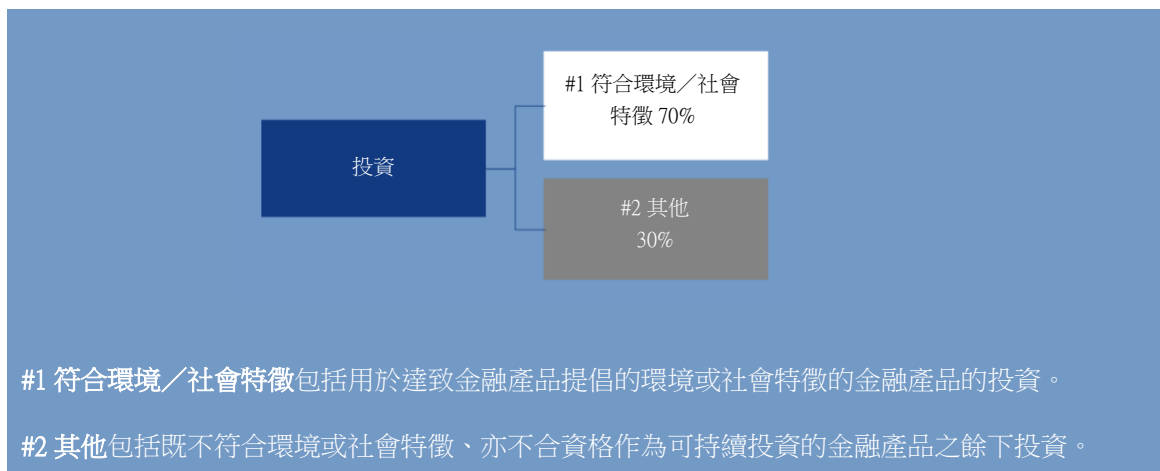 #1 符合環境／社會
特徵 70%
投資
#2 其他
30%
#1 符合環境／社會特徵包括用於達致金融產品提倡的環境或社會特徵的金融產品的投資。
#2 其他包括既不符合環境或社會特徵、亦不合資格作為可持續投資的金融產品之餘下投資。